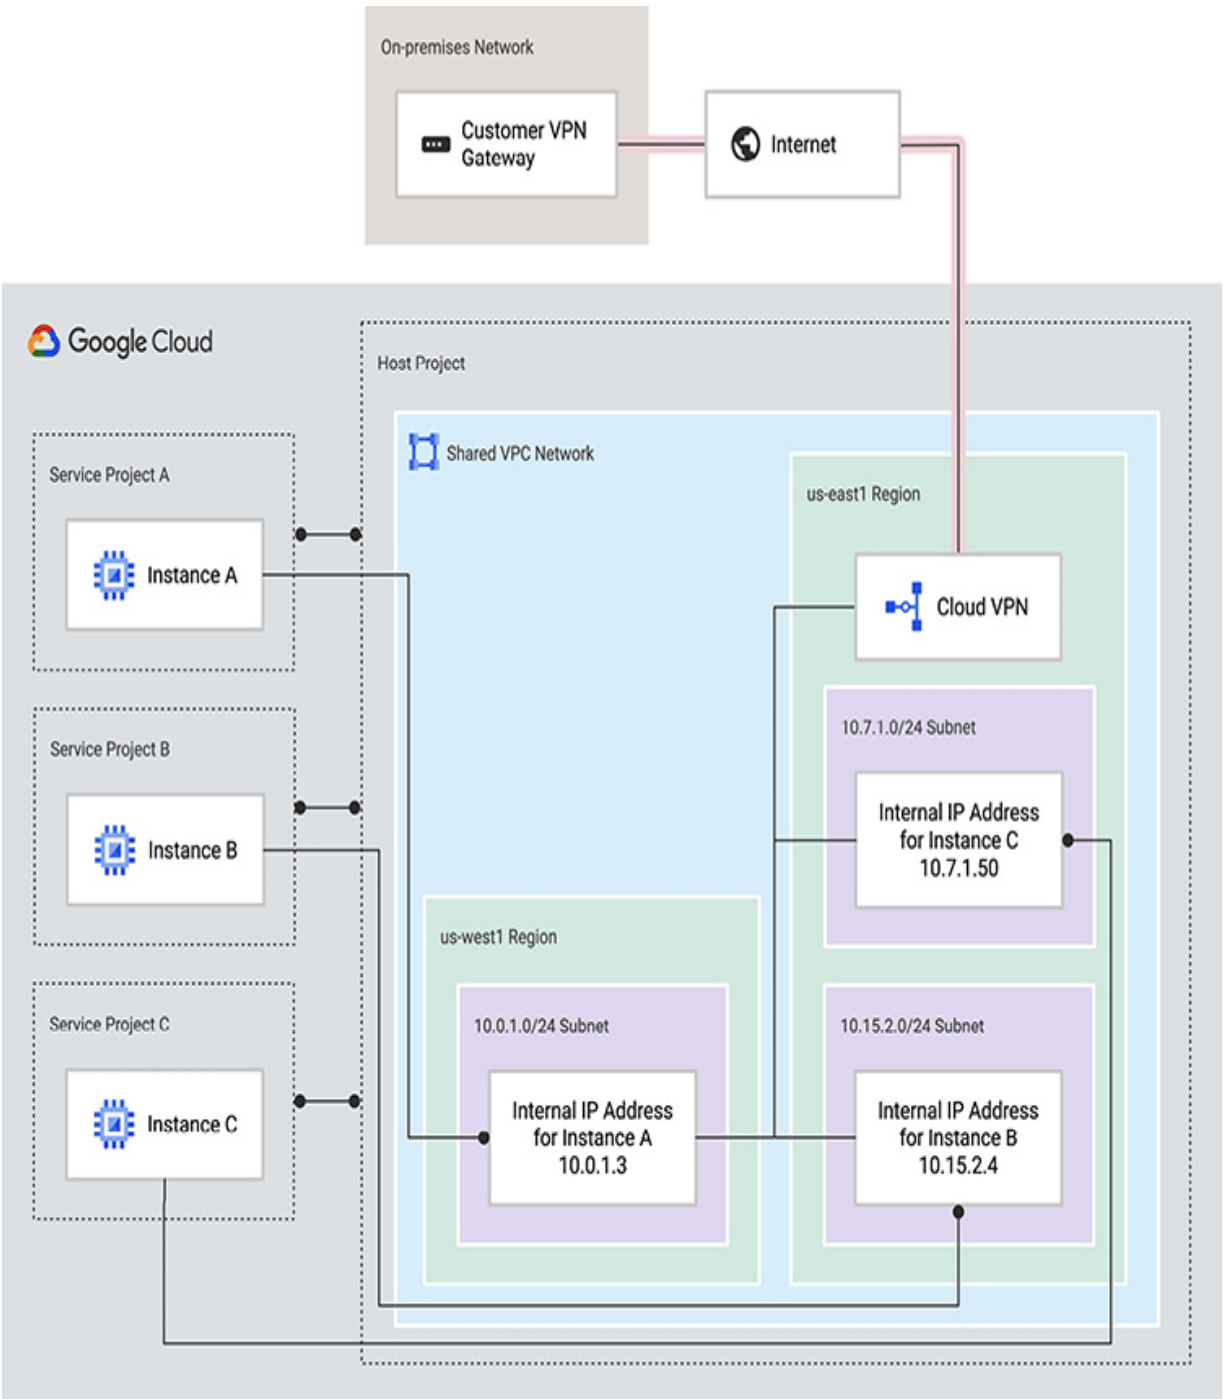 On-premises Network
Customer VPN
Gateway
Internet
Google Cloud
Host Project
Shared VPC Network
Service Project A
Instance A
us-east1 Region
Cloud VPN
10.7.1.0/24 Subnet
Internal IP Address
for Instance C
10.7.1.50
Service Project B
Instance B
us-west1 Region
10.0.1.0/24 Subnet
Internal IP Address
for Instance A
10.0.1.3
10.15.2.0/24 Subnet
Internal IP Address
for Instance B
10.15.2.4
Service Project C
Instance C